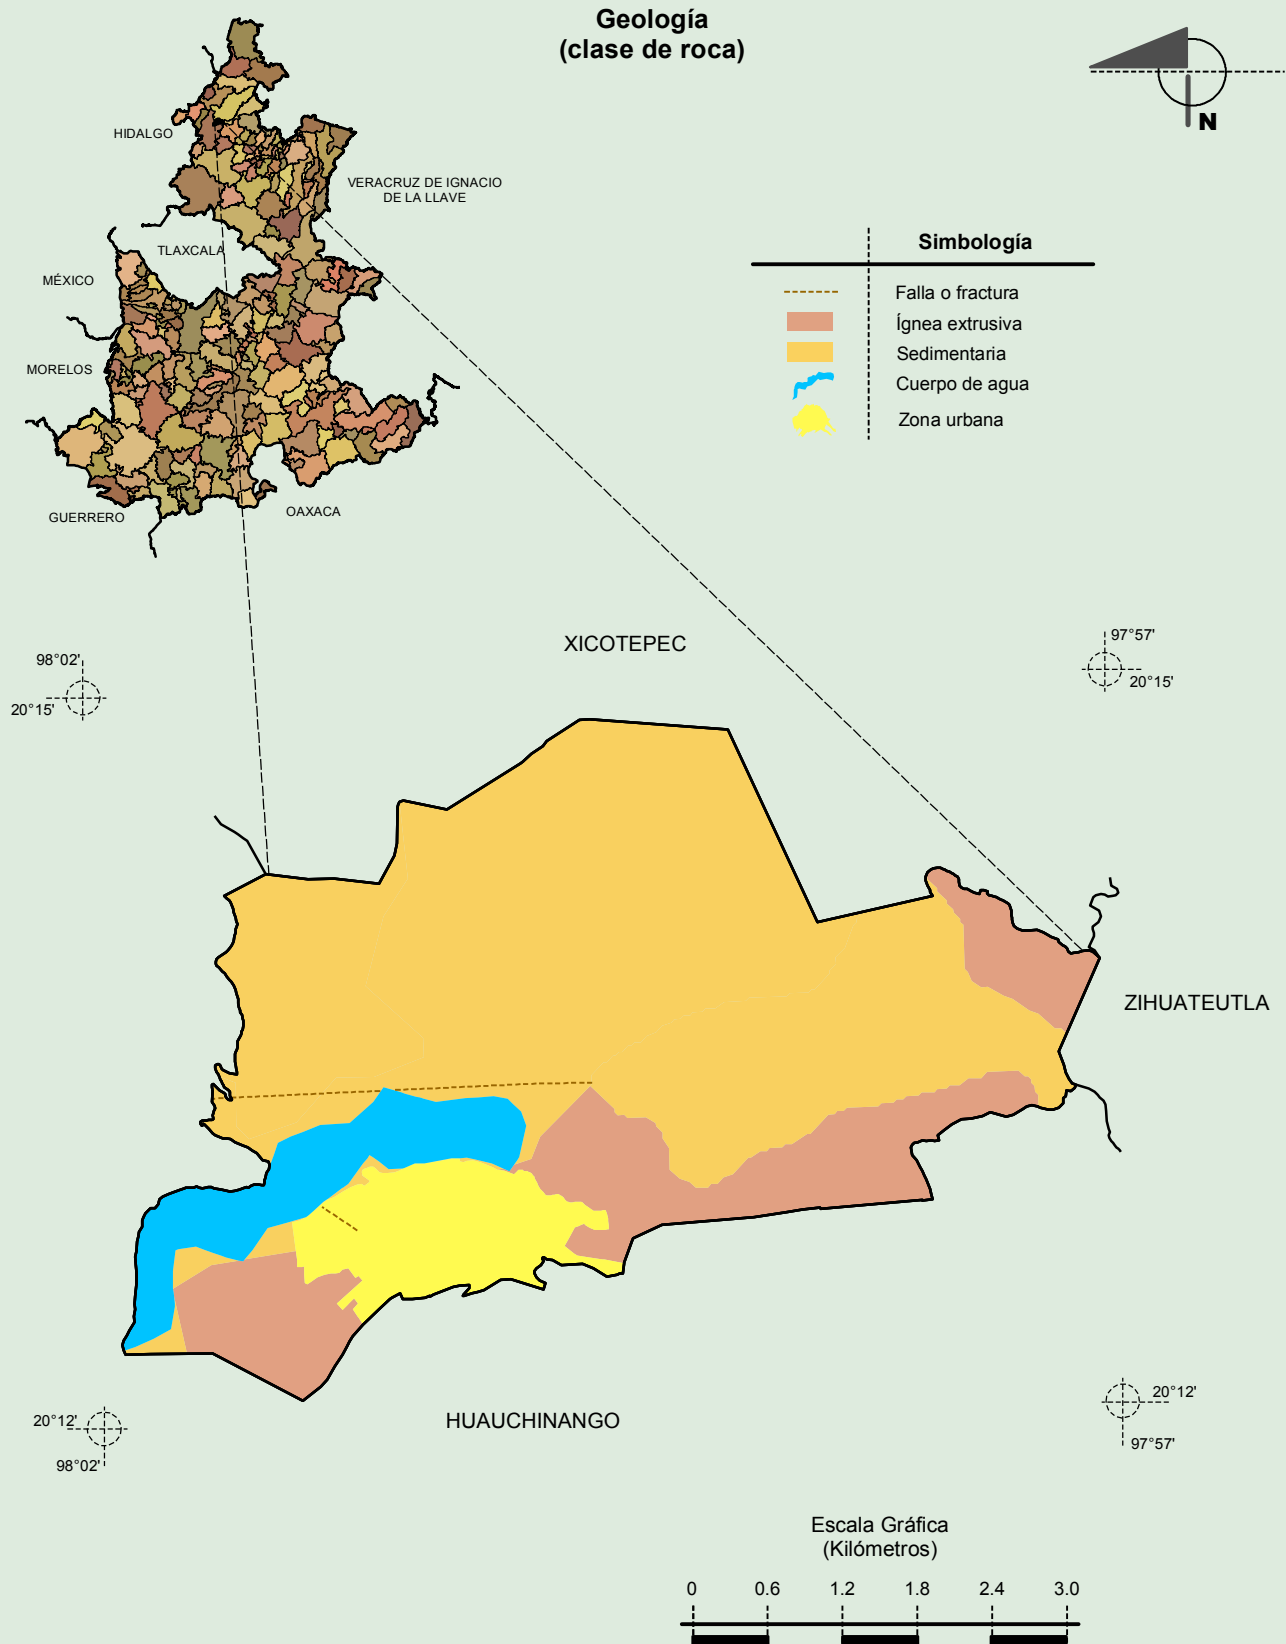 Geología
(clase de roca)
N
HIDALGO
VERACRUZ DE IGNACIO
DE LA LLAVE
TLAXCALA
MÉXICO
MORELOS
GUERRERO
OAXACA
Simbología
Falla o fractura
Ígnea extrusiva
Sedimentaria
Cuerpo de agua
Zona urbana
XICOTEPEC
98°02'
20°15'
97°57'
20°15'
ZIHUATEUTLA
20°12'
98°02'
HUAUCHINANGO
20°12'
97°57'
Escala Gráfica
(Kilómetros)
0 0.6 1.2 1.8 2.4 3.0